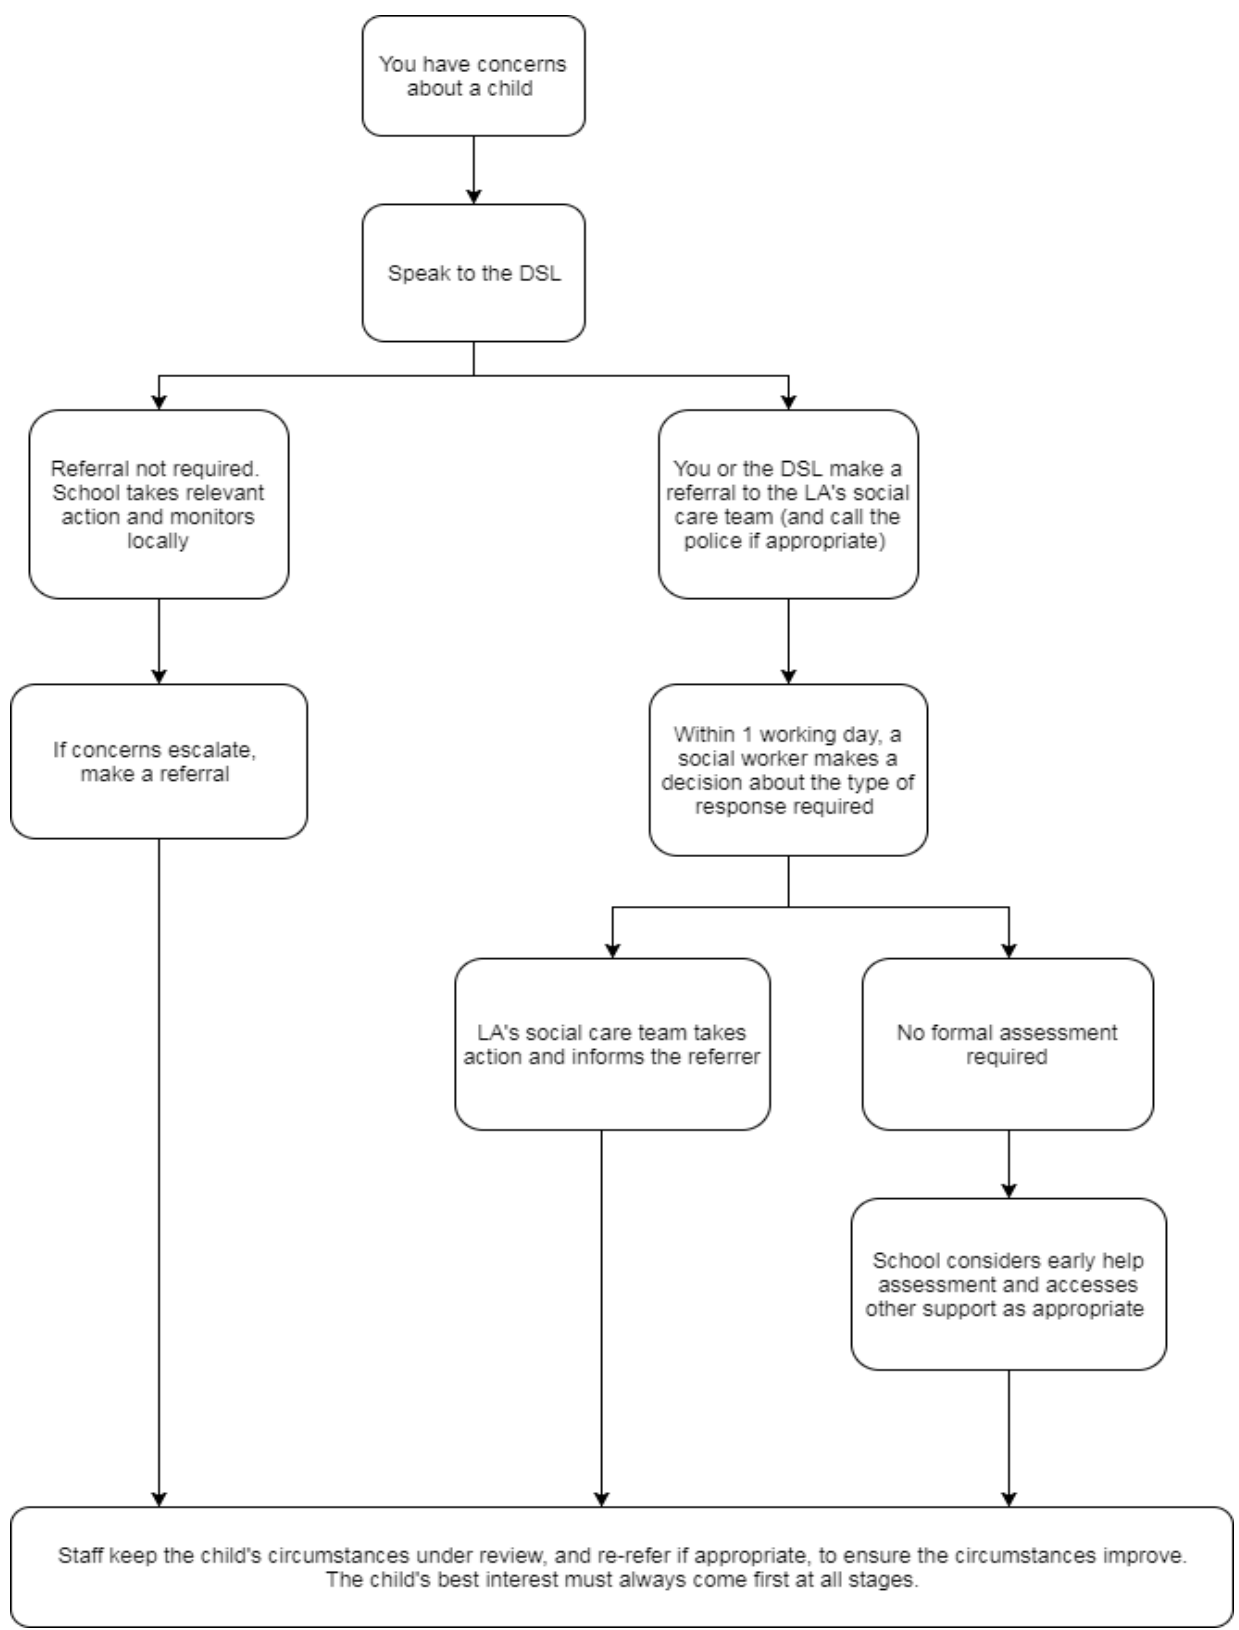 You have concerns
about a child
Speak to the DSL
Referral not required.
School takes relevant
action and monitors
locally
You or the DSL make a
referral to the LA's social
care team (and call the
police if appropriate)
If concerns escalate,
make a referral
Within 1 working day, a
social worker makes a
decision about the type of
response required
LA's social care team takes
action and informs the referrer
No formal assessment
required
School considers early help
assessment and accesses
other support as appropriate
Staff keep the child's circumstances under review, and re-refer if appropriate, to ensure the circumstances improve.
The child's best interest must always come first at all stages.